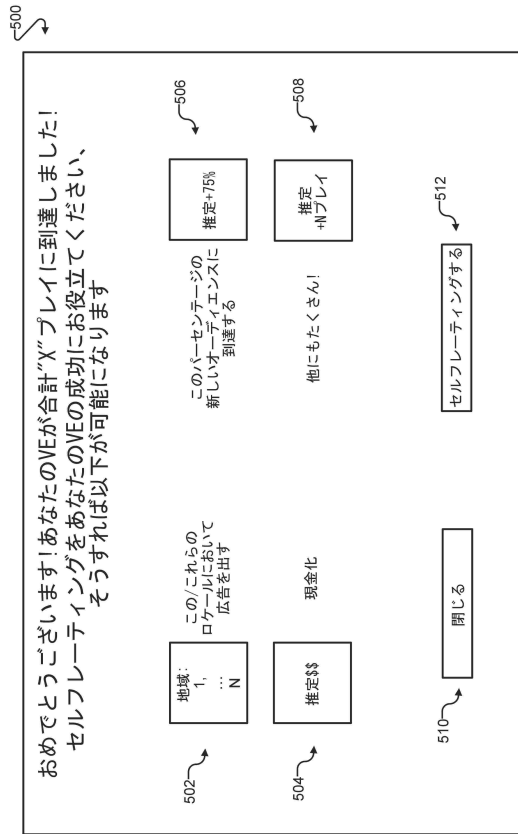 500
おめでとうございます!あなたのVEが合計"X"プレイに到達しました!
セルフレーティングをあなたのVEの成功にお役立てください、
そうすれば以下が可能になります
地域:
1,
…
N
502
この/これらの
ロケールにおいて
広告を出す
このパーセンテージの
新しいオーディエンスに
到達する
推定+75%
506
推定$$
504
現金化
他にもたくさん!
推定
+Nプレイ
508
閉じる
510
セルフレーティングする
512